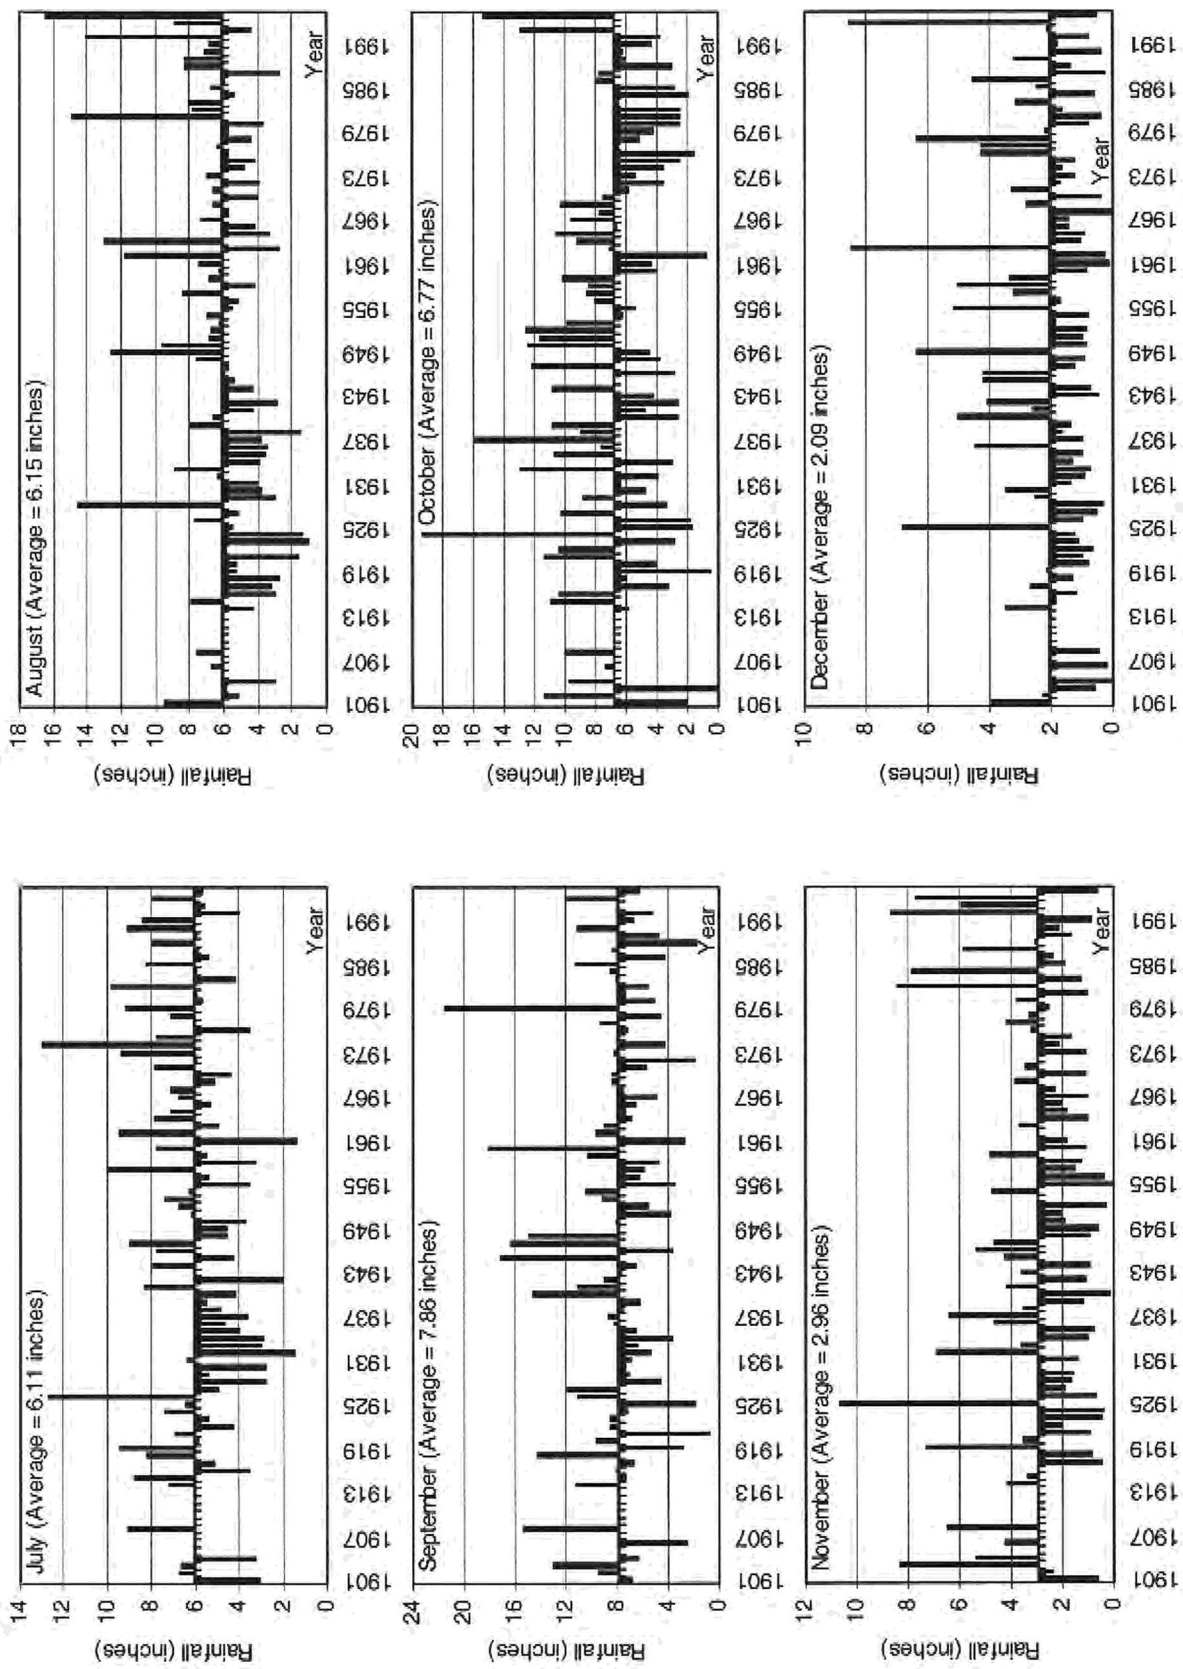 July (Average = 6.11 inches)
Rainfall (inches)
14
12
10
8
6
4
2
0
Year
1901 1907 1913 1919 1925 1931 1937 1943 1949 1955 1961 1967 1973 1979 1985 1991
August (Average = 6.15 inches)
Rainfall (inches)
18
16
14
12
10
8
6
4
2
0
Year
1901 1907 1913 1919 1925 1931 1937 1943 1949 1955 1961 1967 1973 1979 1985 1991
September (Average = 7.86 inches)
Rainfall (inches)
24
20
16
12
8
4
0
Year
1901 1907 1913 1919 1925 1931 1937 1943 1949 1955 1961 1967 1973 1979 1985 1991
October (Average = 6.77 inches)
Rainfall (inches)
20
18
16
14
12
10
8
6
4
2
0
Year
1901 1907 1913 1919 1925 1931 1937 1943 1949 1955 1961 1967 1973 1979 1985 1991
November (Average = 2.96 inches)
Rainfall (inches)
12
10
8
6
4
2
0
Year
1901 1907 1913 1919 1925 1931 1937 1943 1949 1955 1961 1967 1973 1979 1985 1991
December (Average = 2.09 inches)
Rainfall (inches)
10
8
6
4
2
0
Year
1901 1907 1913 1919 1925 1931 1937 1943 1949 1955 1961 1967 1973 1979 1985 1991